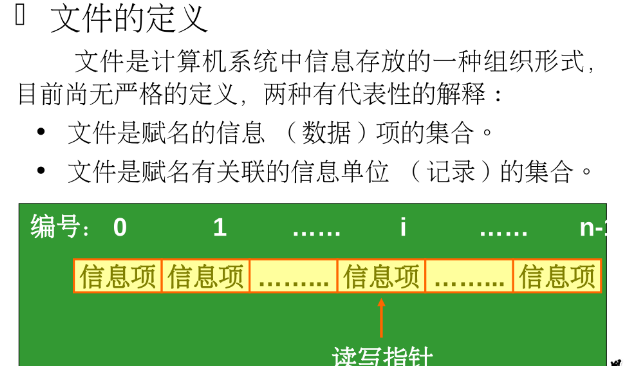 文件的定义
文件是计算机系统中信息存放的一种组织形式，
目前尚无严格的定义，两种有代表性的解释：
• 文件是赋名的信息 （数据）项的集合。
• 文件是赋名有关联的信息单位 （记录）的集合。
编号: 0 1 …… i …… n-1
信息项 信息项 ……... 信息项 ……... 信息项
读写指针